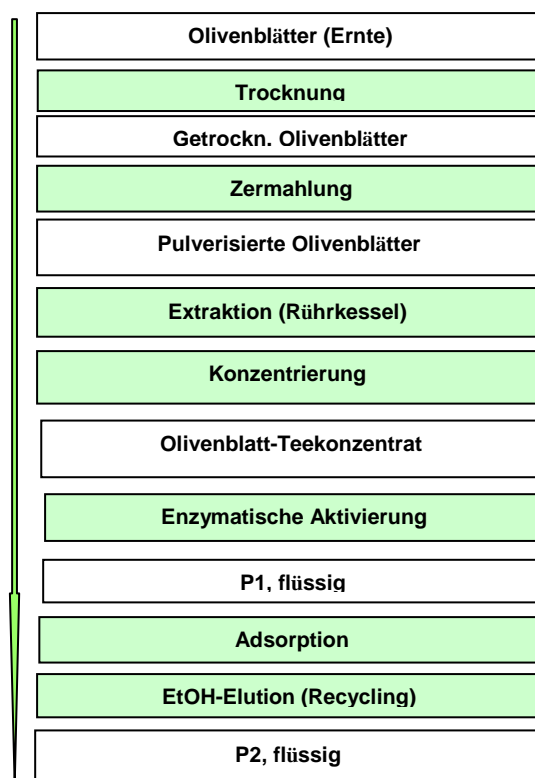 Olivenblätter (Ernte)
Trocknung
Getrockn. Olivenblätter
Zermahlung
Pulverisierte Olivenblätter
Extraktion (Rührkessel)
Konzentrierung
Olivenblatt-Teekonzentrat
Enzymatische Aktivierung
P1, flüssig
Adsorption
EtOH-Elution (Recycling)
P2, flüssig